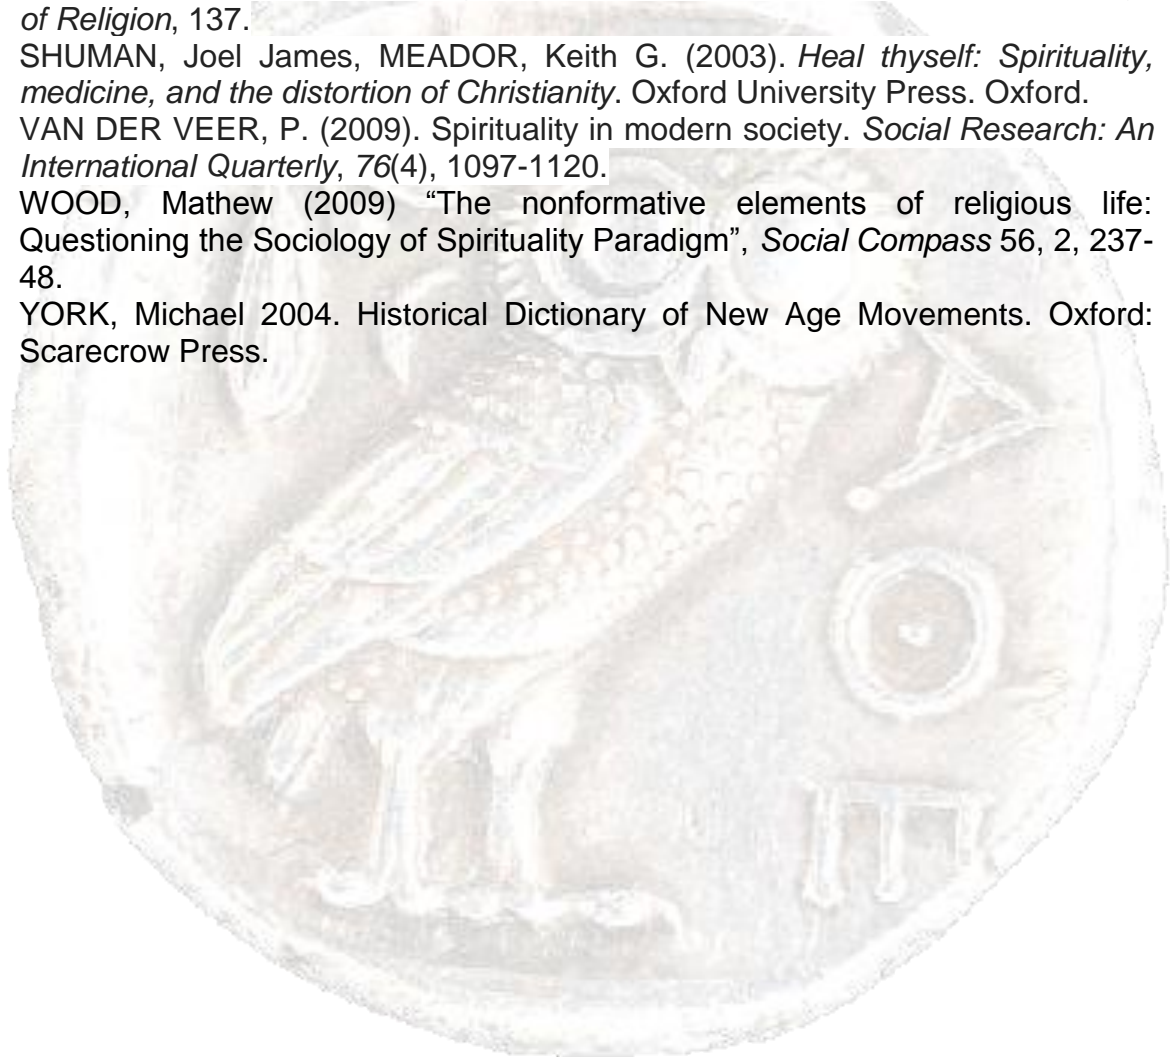 of Religion, 137.
SHUMAN, Joel James, MEADOR, Keith G. (2003). Heal thyself: Spirituality,
medicine, and the distortion of Christianity. Oxford University Press. Oxford.
VAN DER VEER, P. (2009). Spirituality in modern society. Social Research: An
International Quarterly, 76(4), 1097-1120.
WOOD, Mathew (2009) “The nonformative elements of religious life:
Questioning the Sociology of Spirituality Paradigm”, Social Compass 56, 2, 237-
48.
YORK, Michael 2004. Historical Dictionary of New Age Movements. Oxford:
Scarecrow Press.
Α
Θ
Ε